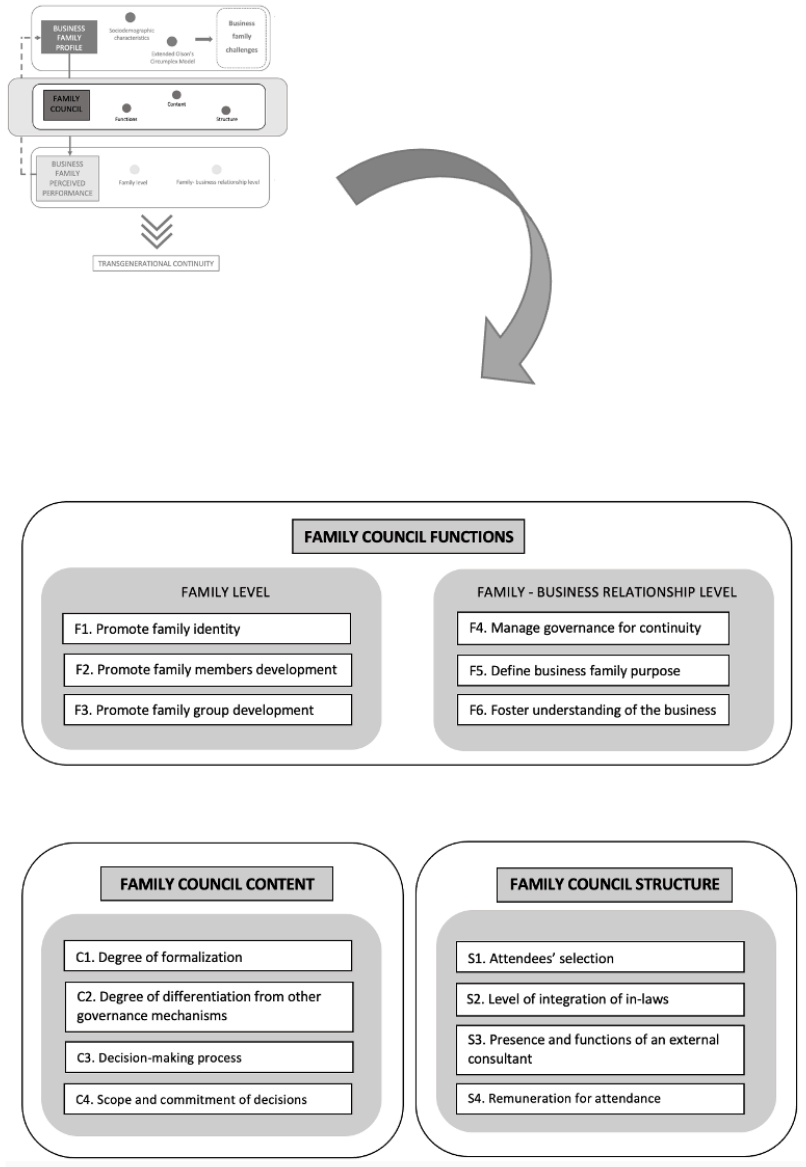 BUSINESS
FAMILY
PROFILE
Sociodemographic
characteristics
Extended Olson's
Circumplex Model
Business
family
challenges
FAMILY
COUNCIL
Functions
Content
Structure
BUSINESS
FAMILY
PERCEIVED
PERFORMANCE
Family level
Family- business relationship level
TRANSGENERATIONAL CONTINUITY
FAMILY COUNCIL FUNCTIONS
FAMILY LEVEL
F1. Promote family identity
F2. Promote family members development
F3. Promote family group development
FAMILY - BUSINESS RELATIONSHIP LEVEL
F4. Manage governance for continuity
F5. Define business family purpose
F6. Foster understanding of the business
FAMILY COUNCIL CONTENT
C1. Degree of formalization
C2. Degree of differentiation from other
governance mechanisms
C3. Decision-making process
C4. Scope and commitment of decisions
FAMILY COUNCIL STRUCTURE
S1. Attendees' selection
S2. Level of integration of in-laws
S3. Presence and functions of an external
consultant
S4. Remuneration for attendance